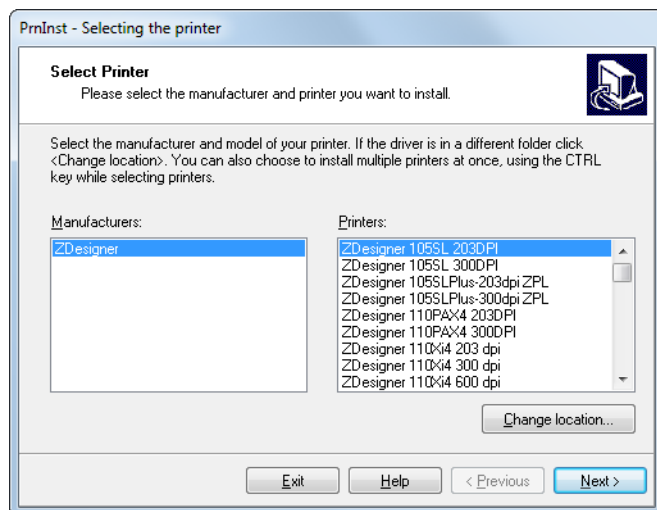 PrnInst - Selecting the printer
Select Printer
Please select the manufacturer and printer you want to install.
Select the manufacturer and model of your printer. If the driver is in a different folder click
<Change location>. You can also choose to install multiple printers at once, using the CTRL
key while selecting printers.
Manufacturers:
ZDesigner
Printers:
ZDesigner 105SL 203DPI
ZDesigner 105SL 300DPI
ZDesigner 105SLPlus-203dpi ZPL
ZDesigner 105SLPlus-300dpi ZPL
ZDesigner 110PAX4 203DPI
ZDesigner 110PAX4 300DPI
ZDesigner 110Xi4 203 dpi
ZDesigner 110Xi4 300 dpi
ZDesigner 110Xi4 600 dpi
Change location...
Exit
Help
< Previous
Next >